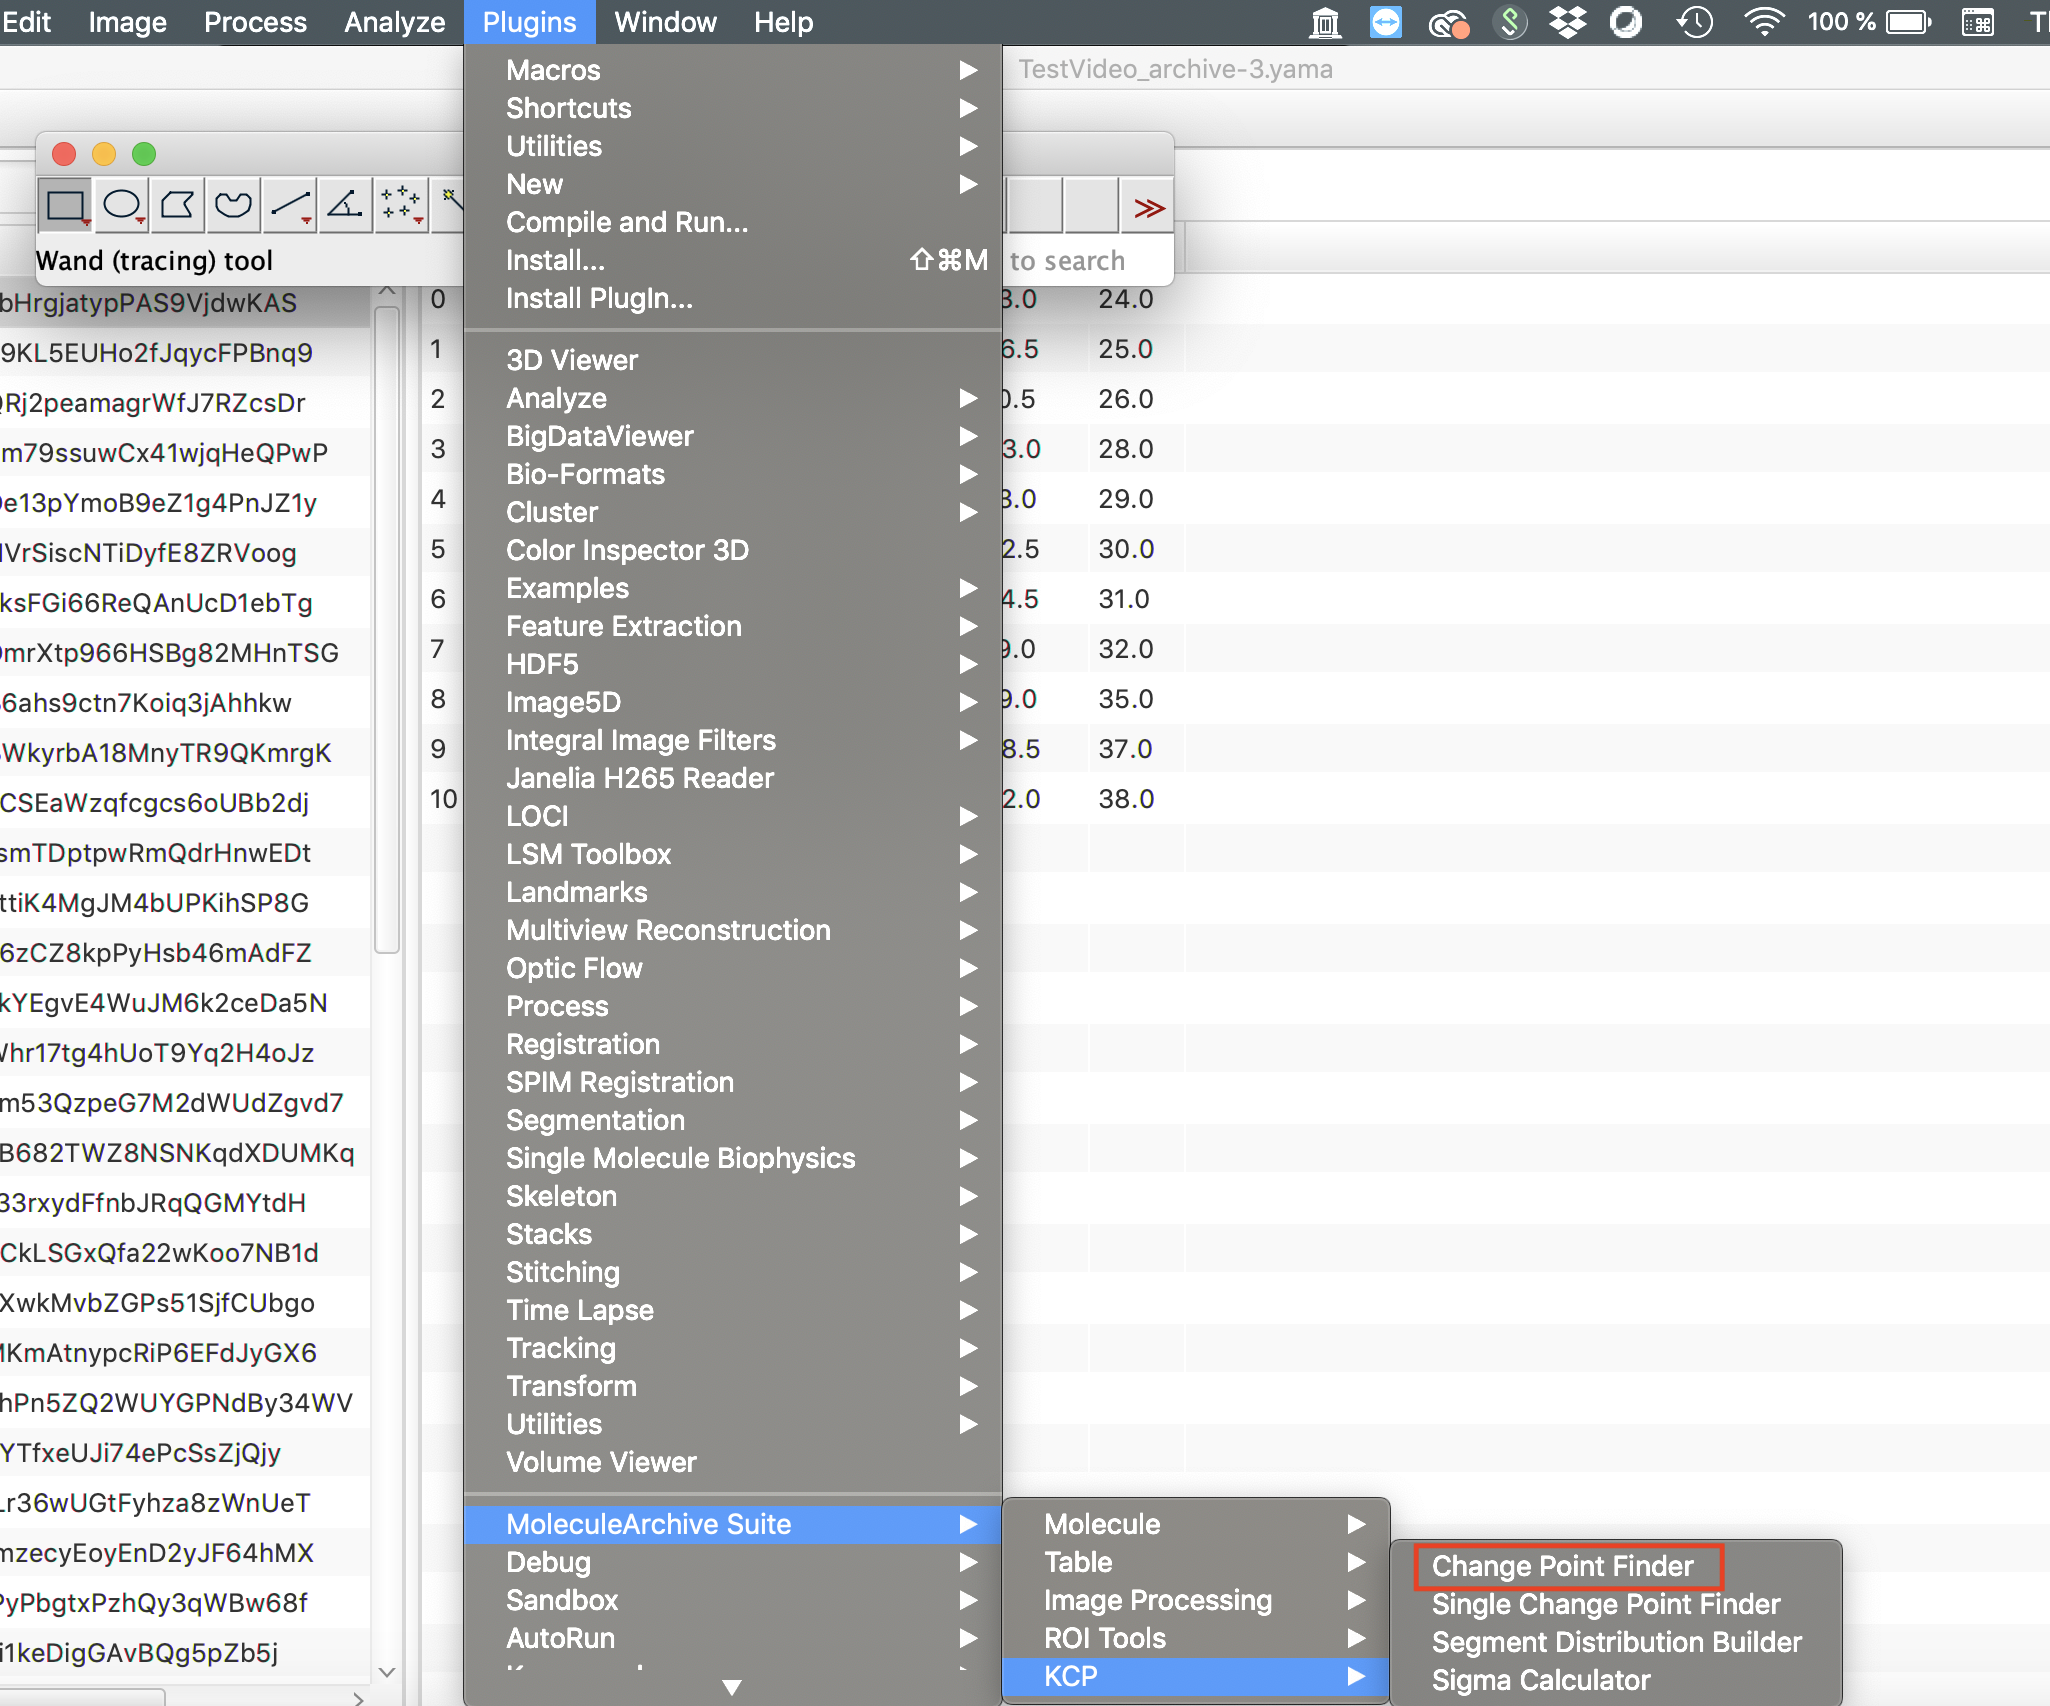 Edit Image Process Analyze Plugins Window Help 100 %
TestVideo_archive-3.yama
Wand (tracing) tool
to search
Macros
Shortcuts
Utilities
New
Compile and Run...
Install... ⇧⌘M
Install PlugIn...
3D Viewer
Analyze
BigDataViewer
Bio-Formats
Cluster
Color Inspector 3D
Examples
Feature Extraction
HDF5
Image5D
Integral Image Filters
Janelia H265 Reader
LOCI
LSM Toolbox
Landmarks
Multiview Reconstruction
Optic Flow
Process
Registration
SPIM Registration
Segmentation
Single Molecule Biophysics
Skeleton
Stacks
Stitching
Time Lapse
Tracking
Transform
Utilities
Volume Viewer
MoleculeArchive Suite
Debug
Sandbox
AutoRun
Molecule
Table
Image Processing
ROI Tools
KCP
Change Point Finder
Single Change Point Finder
Segment Distribution Builder
Sigma Calculator
bHrgjatypPAS9VjdwKAS
9KL5EUHo2fJqycFPBnq9
Rj2peamagrWfJ7RZcsDr
m79ssuwCx41wjqHeQPwP
e13pYmoB9eZ1g4PnJZ1y
VrSiscNTiDyfE8ZRVoog
ksFGi66ReQAnUcD1ebTg
mrXtp966HSBg82MHnTSG
6ahs9ctn7Koiq3jAhhkw
WkyrbA18MnyTR9QKmrgK
CSEaWzqfcgcs6oUBb2dj
smTDptpwRmQdrHnwEDt
ttiK4MgJM4bUPKihSP8G
6zCZ8kpPyHsb46mAdFZ
kYEgvE4WuJM6k2ceDa5N
Vhr17tg4hUoT9Yq2H4oJz
m53QzpeG7M2dWUdZgvd7
B682TWZ8NSNKqdXDUMKq
33rxydFfnbJRqQGMYtdH
CkLSGxQfa22wKoo7NB1d
XwkMvbZGPs51SjfCUbgo
KmAtnypcRiP6EFdJyGX6
hPn5ZQ2WUYGPNdBy34WV
YTfxeUJi74ePcSsZjQjy
Lr36wUGtFyhza8zWnUeT
mzecyEoyEnD2yJF64hMX
PyPbgtxPzhQy3qWBw68f
i1keDigGAvBQg5pZb5j
0 3.0 24.0
1 6.5 25.0
2 0.5 26.0
3 3.0 28.0
4 3.0 29.0
5 2.5 30.0
6 4.5 31.0
7 9.0 32.0
8 9.0 35.0
9 8.5 37.0
10 2.0 38.0